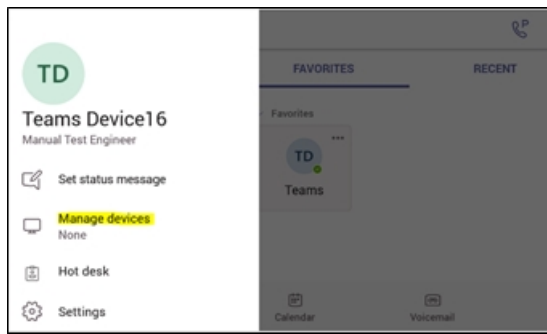 P
FAVORITES
RECENT
TD
Teams Device16
Manual Test Engineer
Favorites
TD
Teams
Set status message
Manage devices
None
Hot desk
Settings
Calendar
Voicemail